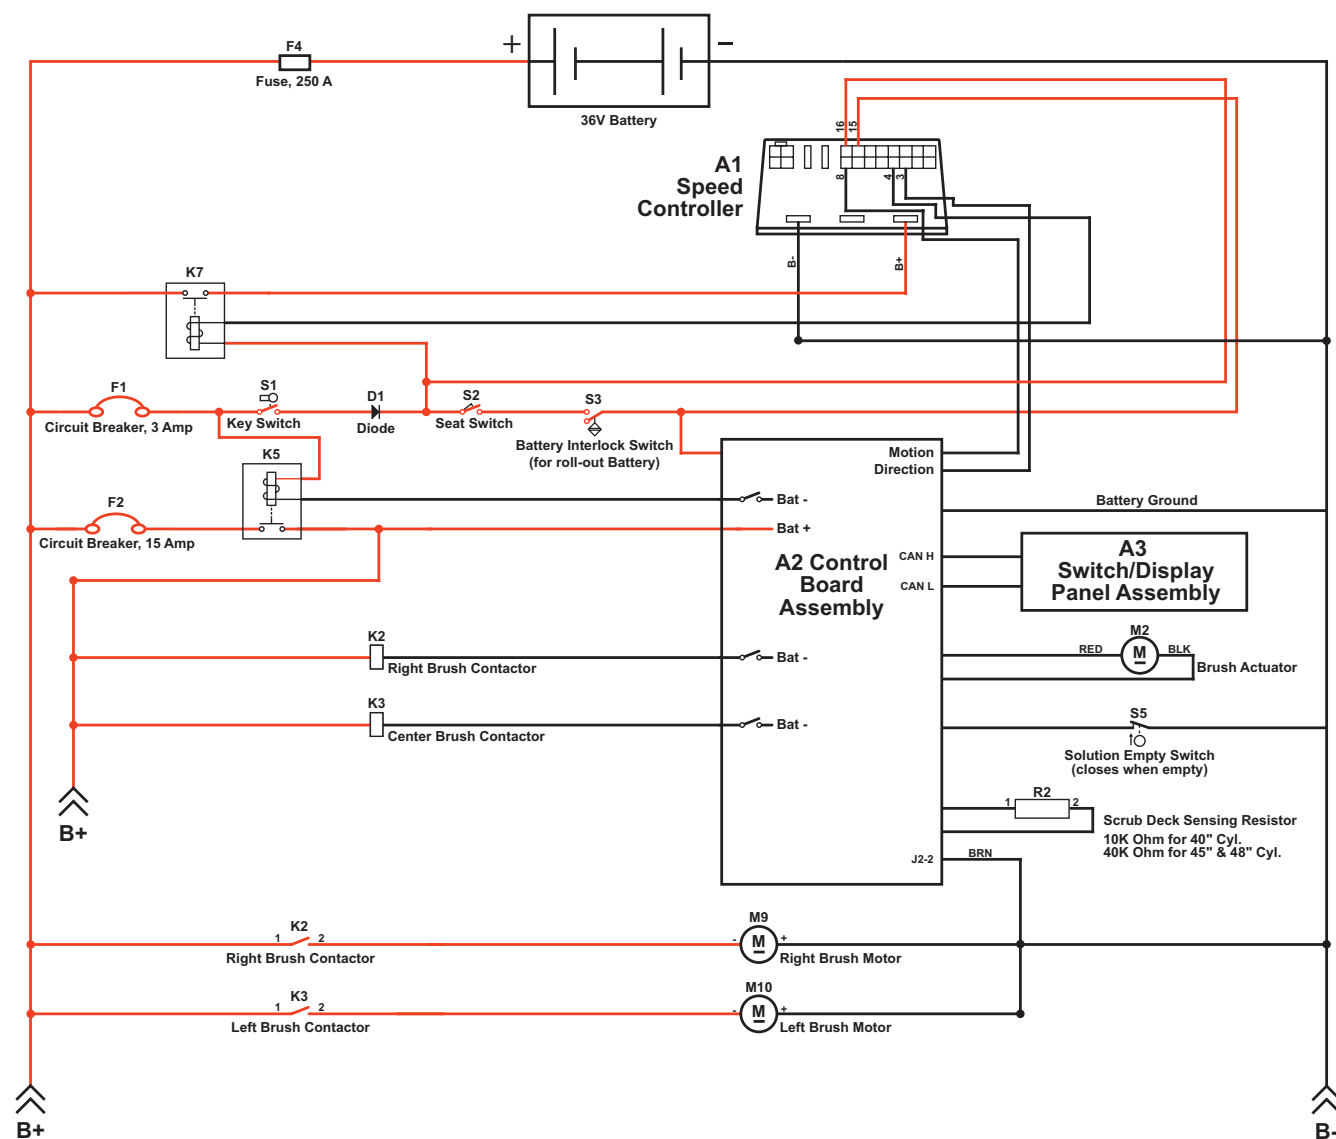 F4
Fuse, 250 A
+
–
36V Battery
16
15
A1
Speed
Controller
8
4
3
B-
B+
K7
F1
Circuit Breaker, 3 Amp
S1
Key Switch
D1
Diode
S2
Seat Switch
S3
Battery Interlock Switch
(for roll-out Battery)
K5
F2
Circuit Breaker, 15 Amp
Motion
Direction
Bat -
Bat +
Battery Ground
A2 Control
Board
Assembly
CAN H
CAN L
A3
Switch/Display
Panel Assembly
K2
Right Brush Contactor
Bat -
RED
M2
M
BLK
Brush Actuator
K3
Center Brush Contactor
Bat -
S5
Solution Empty Switch
(closes when empty)
B+
1
R2
2
Scrub Deck Sensing Resistor
10K Ohm for 40" Cyl.
40K Ohm for 45" & 48" Cyl.
J2-2
BRN
K2
1
2
Right Brush Contactor
M9
-
M
+
Right Brush Motor
K3
1
2
Left Brush Contactor
M10
-
M
+
Left Brush Motor
B+
B-